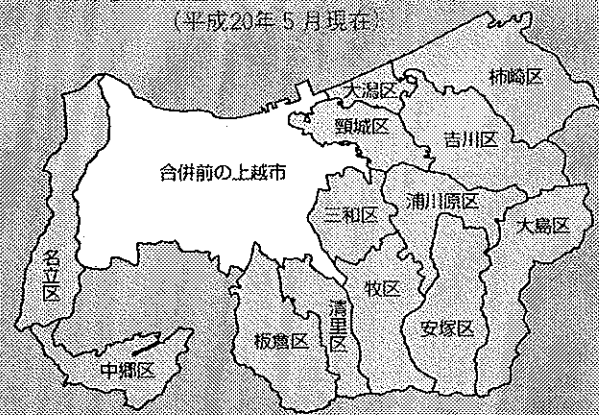 (平成20年5月現在)
柿崎区
大潟区
頸城区
吉川区
合併前の上越市
三和区
浦川原区
大島区
名立区
牧区
清里区
安塚区
板倉区
中郷区